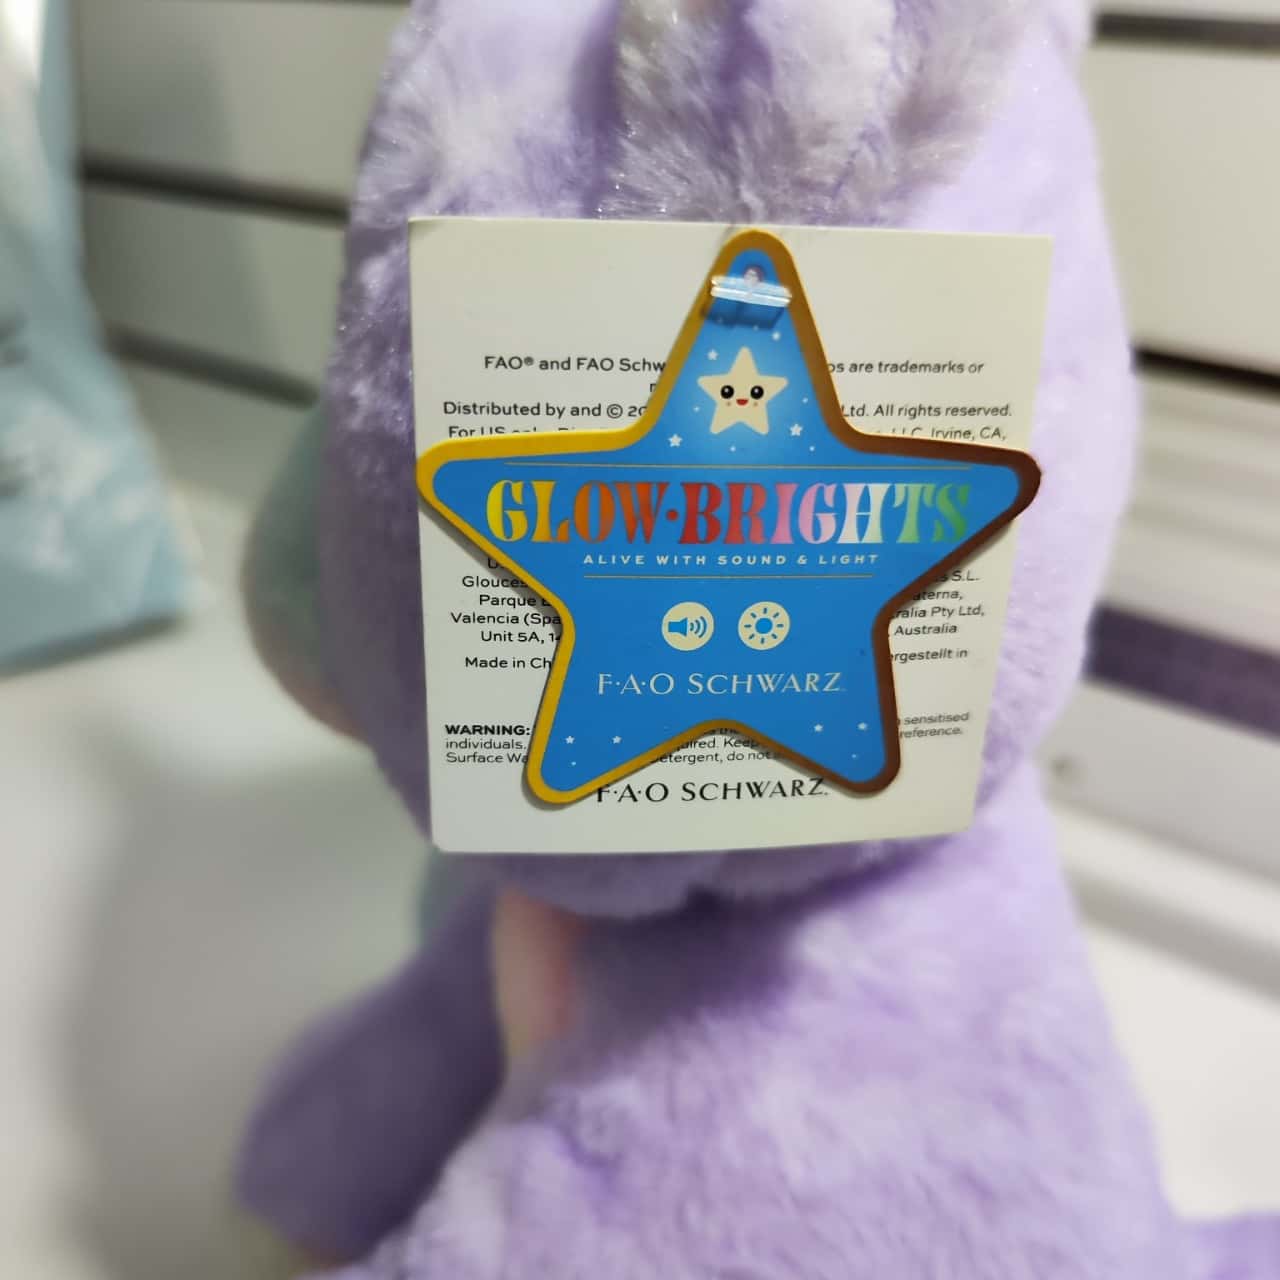 FAO® and FAO Schw
os are trademarks or
Distributed by and © 20
Ltd. All rights reserved.
For US
Irvine, CA,
GLOW·BRIGHTS
ALIVE WITH SOUND & LIGHT
S.L.
Glouces
aterna,
Parque
Valencia (Spa
ralia Pty Ltd,
Unit 5A, 14
Australia
Made in Ch
ergestellt in
F·A·O SCHWARZ
WARNING:
sensitised
individuals.
uired. Keep
reference.
Surface Wa
etergent, do not
F·A·O SCHWARZ